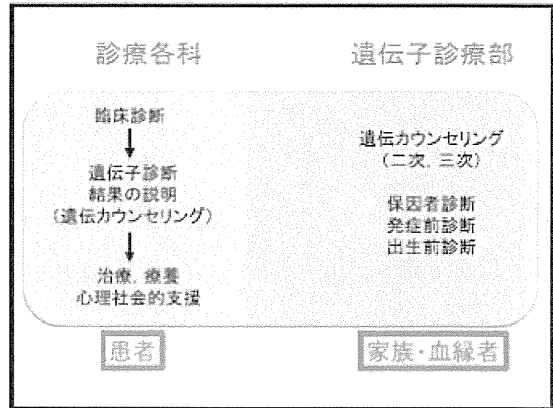 診療各科
臨床診断
遺伝子診断
結果の説明
(遺伝カウンセリング)
治療, 療養
心理社会的支援
患者
遺伝子診療部
遺伝カウンセリング
(二次, 三次)
保因者診断
発症前診断
出生前診断
家族・血縁者